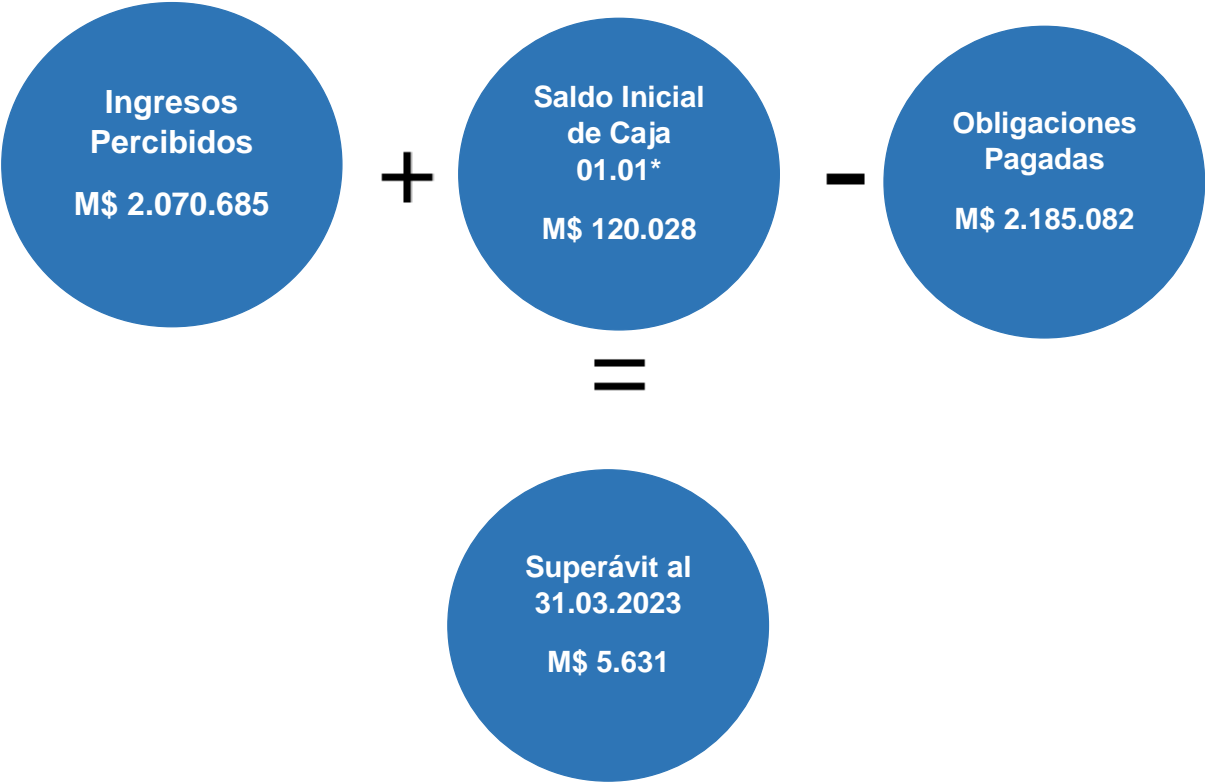 Ingresos
Percibidos
M$ 2.070.685
+
Saldo Inicial
de Caja
01.01*
M$ 120.028
-
Obligaciones
Pagadas
M$ 2.185.082
=
Superávit al
31.03.2023
M$ 5.631